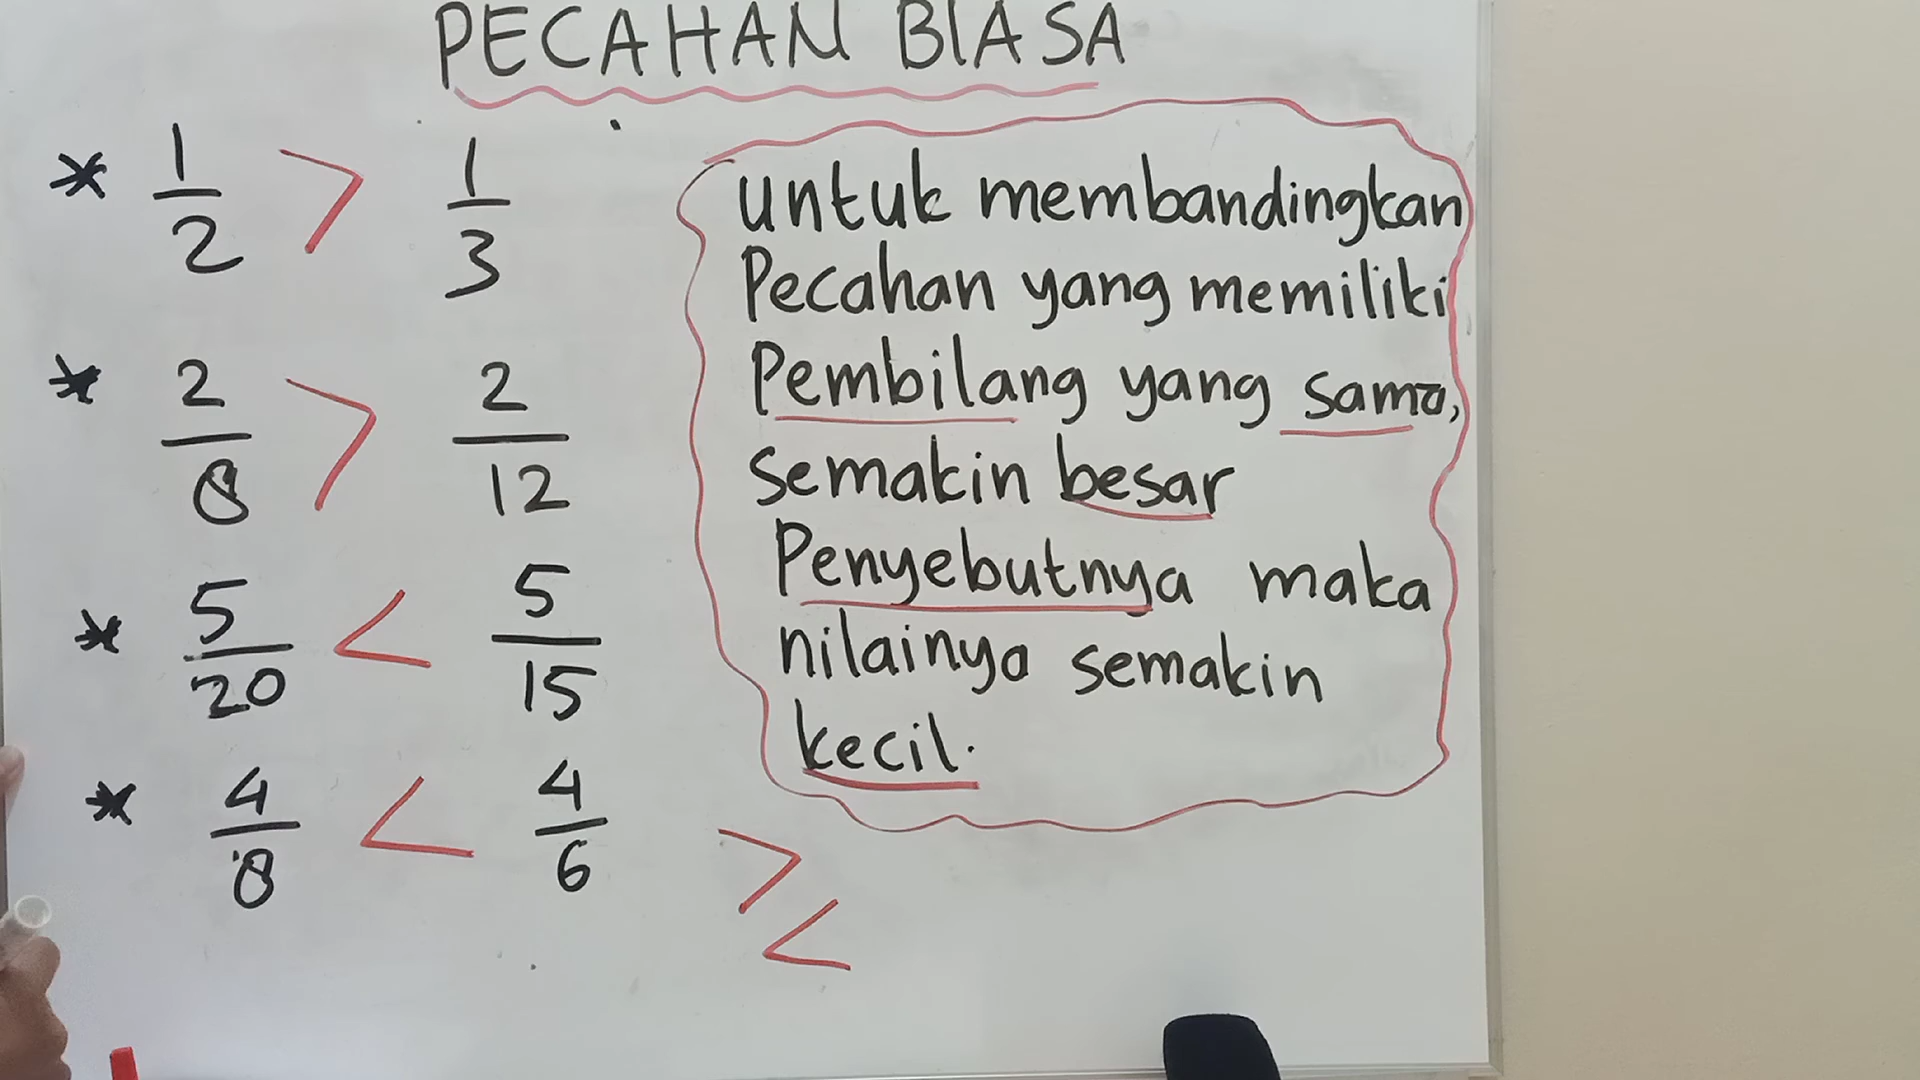 PECAHAN BIASA
* 1/2 > 1/3
* 2/8 > 2/12
* 5/20 < 5/15
* 4/8 < 4/6
untuk membandingkan
Pecahan yang memiliki
Pembilang yang sama,
semakin besar
Penyebutnya maka
nilainya semakin
kecil.
>
<